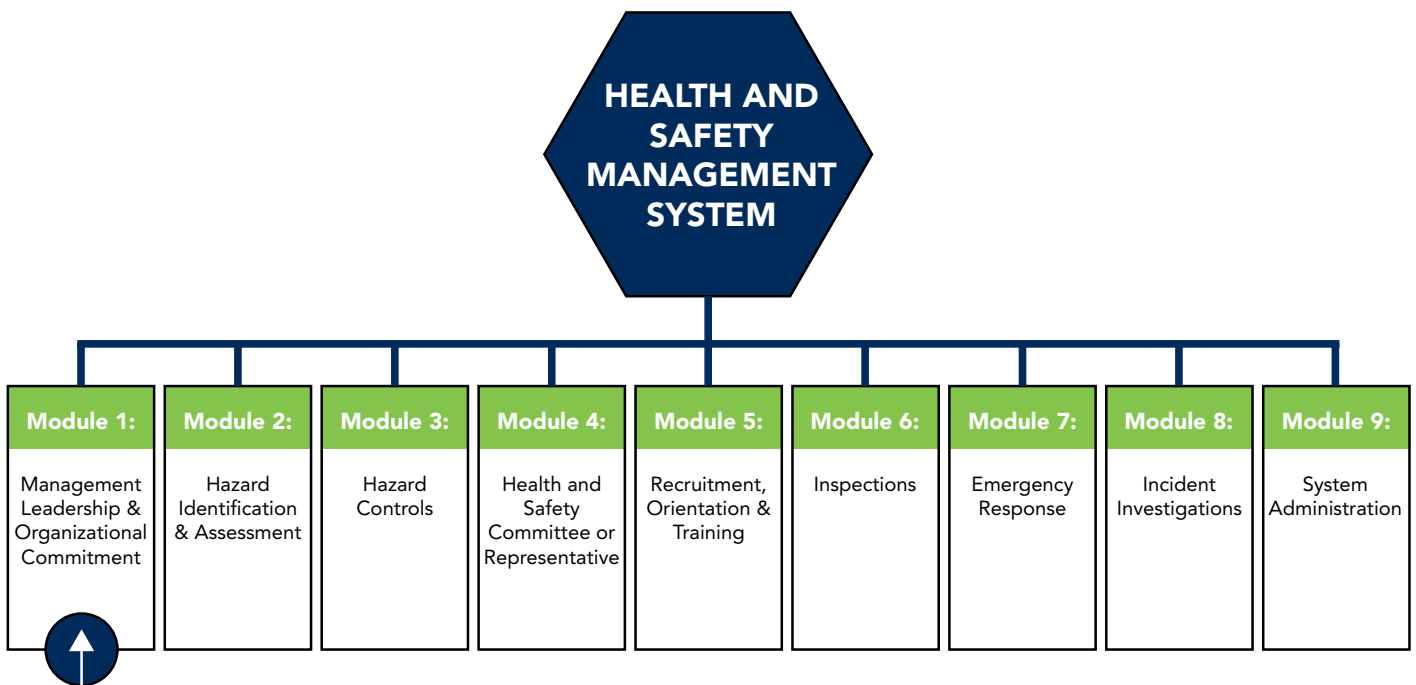 HEALTH AND
SAFETY
MANAGEMENT
SYSTEM
Module 1:
Management
Leadership &
Organizational
Commitment
Module 2:
Hazard
Identification
& Assessment
Module 3:
Hazard
Controls
Module 4:
Health and
Safety
Committee or
Representative
Module 5:
Recruitment,
Orientation &
Training
Module 6:
Inspections
Module 7:
Emergency
Response
Module 8:
Incident
Investigations
Module 9:
System
Administration